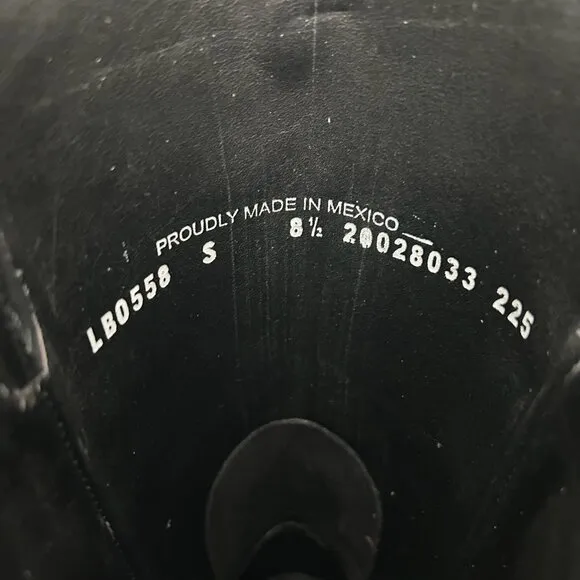 PROUDLY MADE IN MEXICO
LB0558 S 8½ 20028033 225